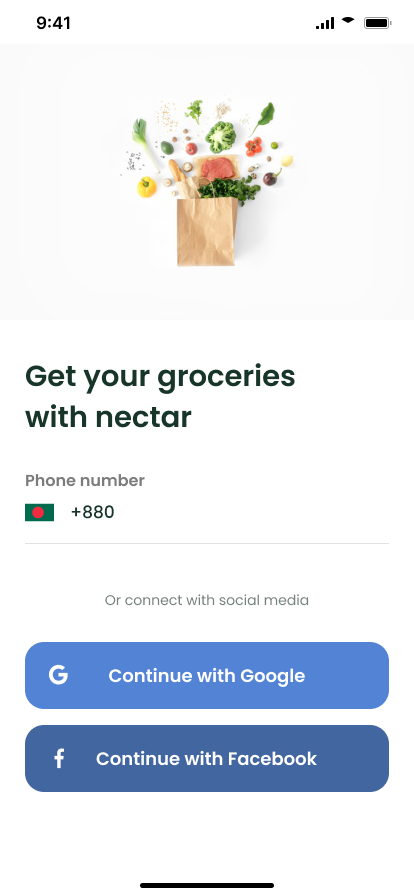 9:41
Get your groceries
with nectar
Phone number
+880
Or connect with social media
Continue with Google
Continue with Facebook